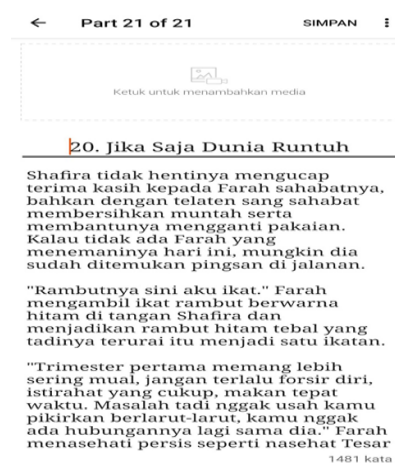 Part 21 of 21
SIMPAN
Ketuk untuk menambahkan media
20. Jika Saja Dunia Runtuh
Shafira tidak hentinya mengucap
terima kasih kepada Farah sahabatnya,
bahkan dengan telaten sang sahabat
membersihkan muntah serta
membantunya mengganti pakaian.
Kalau tidak ada Farah yang
menemaninya hari ini, mungkin dia
sudah ditemukan pingsan di jalanan.
"Rambutnya sini aku ikat." Farah
mengambil ikat rambut berwarna
hitam di tangan Shafira dan
menjadikan rambut hitam tebal yang
tadinya terurai itu menjadi satu ikatan.
"Trimester pertama memang lebih
sering mual, jangan terlalu forsir diri,
istirahat yang cukup, makan tepat
waktu. Masalah tadi nggak usah kamu
pikirkan berlarut-larut, kamu nggak
ada hubungannya lagi sama dia." Farah
menasehati persis seperti nasehat Tesar
1481 kata